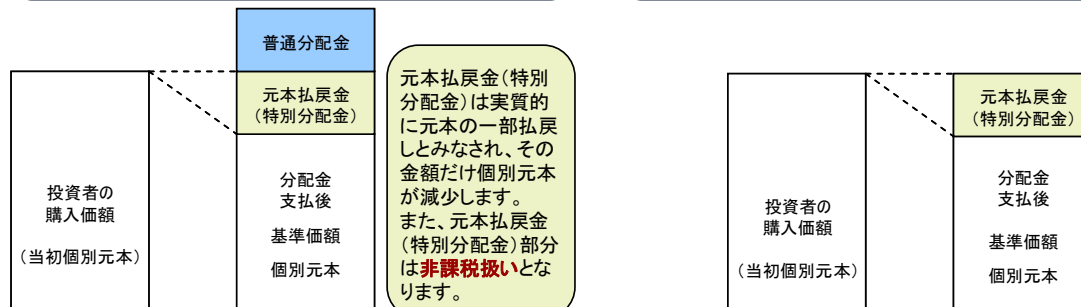 普通分配金
元本払戻金
（特別分配金）
投資者の
購入価額
（当初個別元本）
分配金
支払後
基準価額
個別元本
元本払戻金（特別
分配金）は実質的
に元本の一部払戻
しとみなされ、その
金額だけ個別元本
が減少します。
また、元本払戻金
（特別分配金）部分
は非課税扱いとな
ります。
元本払戻金
（特別分配金）
投資者の
購入価額
（当初個別元本）
分配金
支払後
基準価額
個別元本